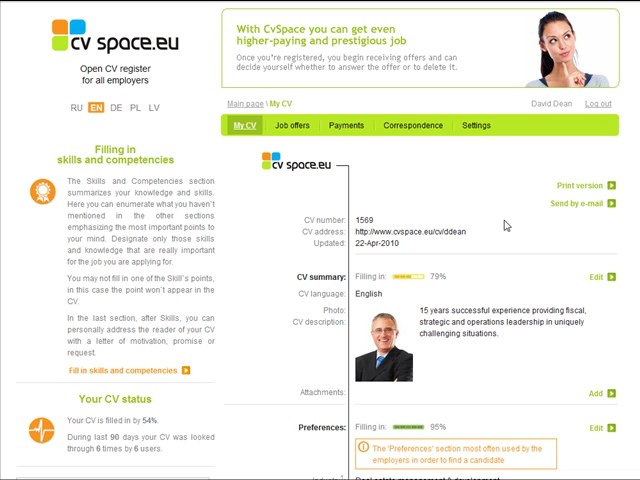 cv space.eu
Open CV register
for all employers
RU EN DE PL LV
Filling in
skills and competencies
The Skills and Competencies section
summarizes your knowledge and skills.
Here you can enumerate what you haven't
mentioned in the other sections
emphasizing the most important points to
your mind. Designate only those skills
and knowledge that are really important
for the job you are applying for.
You may not fill in one of the Skill's points,
in this case the point won't appear in the
CV.
In the last section, after Skills, you can
personally address the reader of your CV
with a letter of motivation, promise or
request.
Fill in skills and competencies
Your CV status
Your CV is filled in by 54%.
During last 90 days your CV was looked
through 6 times by 6 users.
With CvSpace you can get even
higher-paying and prestigious job
Once you're registered, you begin receiving offers and can
decide yourself whether to answer the offer or to delete it.
Main page \ My CV
David Dean Log out
My CV Job offers Payments Correspondence Settings
cv space.eu
Print version
Send by e-mail
CV number: 1569
CV address: http://www.cvspace.eu/cv/ddean
Updated: 22-Apr-2010
CV summary: Filling in: 79% Edit
CV language: English
Photo:
CV description:
15 years successful experience providing fiscal,
strategic and operations leadership in uniquely
challenging situations.
Attachments: Add
Preferences: Filling in: 95% Edit
The 'Preferences' section most often used by the
employers in order to find a candidate